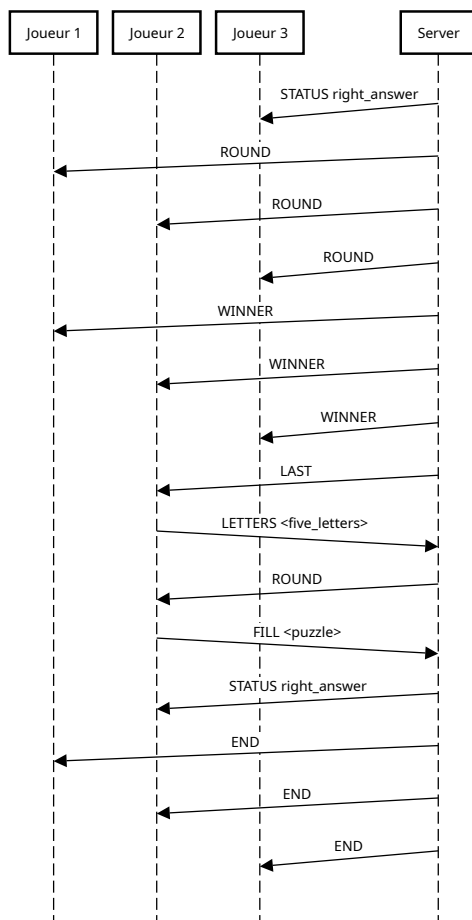 Joueur 1
Joueur 2
Joueur 3
Server
STATUS right_answer
ROUND
ROUND
ROUND
WINNER
WINNER
WINNER
LAST
LETTERS <five_letters>
ROUND
FILL <puzzle>
STATUS right_answer
END
END
END